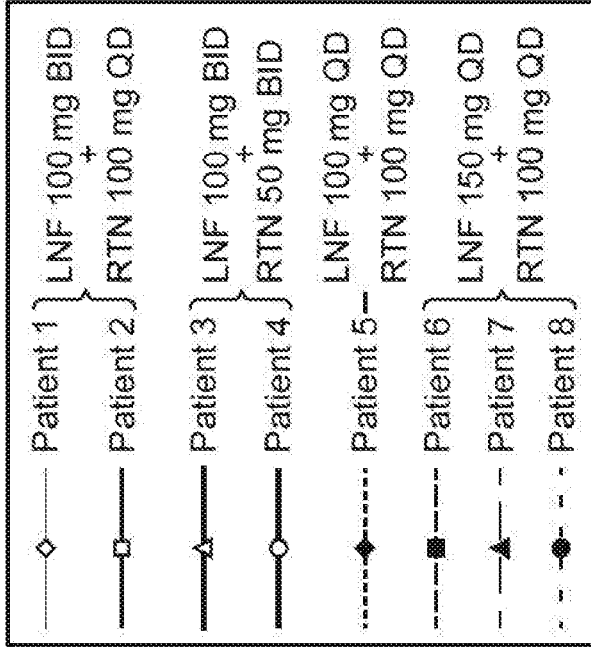 Patient 1
Patient 2
LNF 100 mg BID
+
RTN 100 mg QD
Patient 3
Patient 4
LNF 100 mg BID
+
RTN 50 mg BID
Patient 5
LNF 100 mg QD
+
RTN 100 mg QD
Patient 6
Patient 7
Patient 8
LNF 150 mg QD
+
RTN 100 mg QD